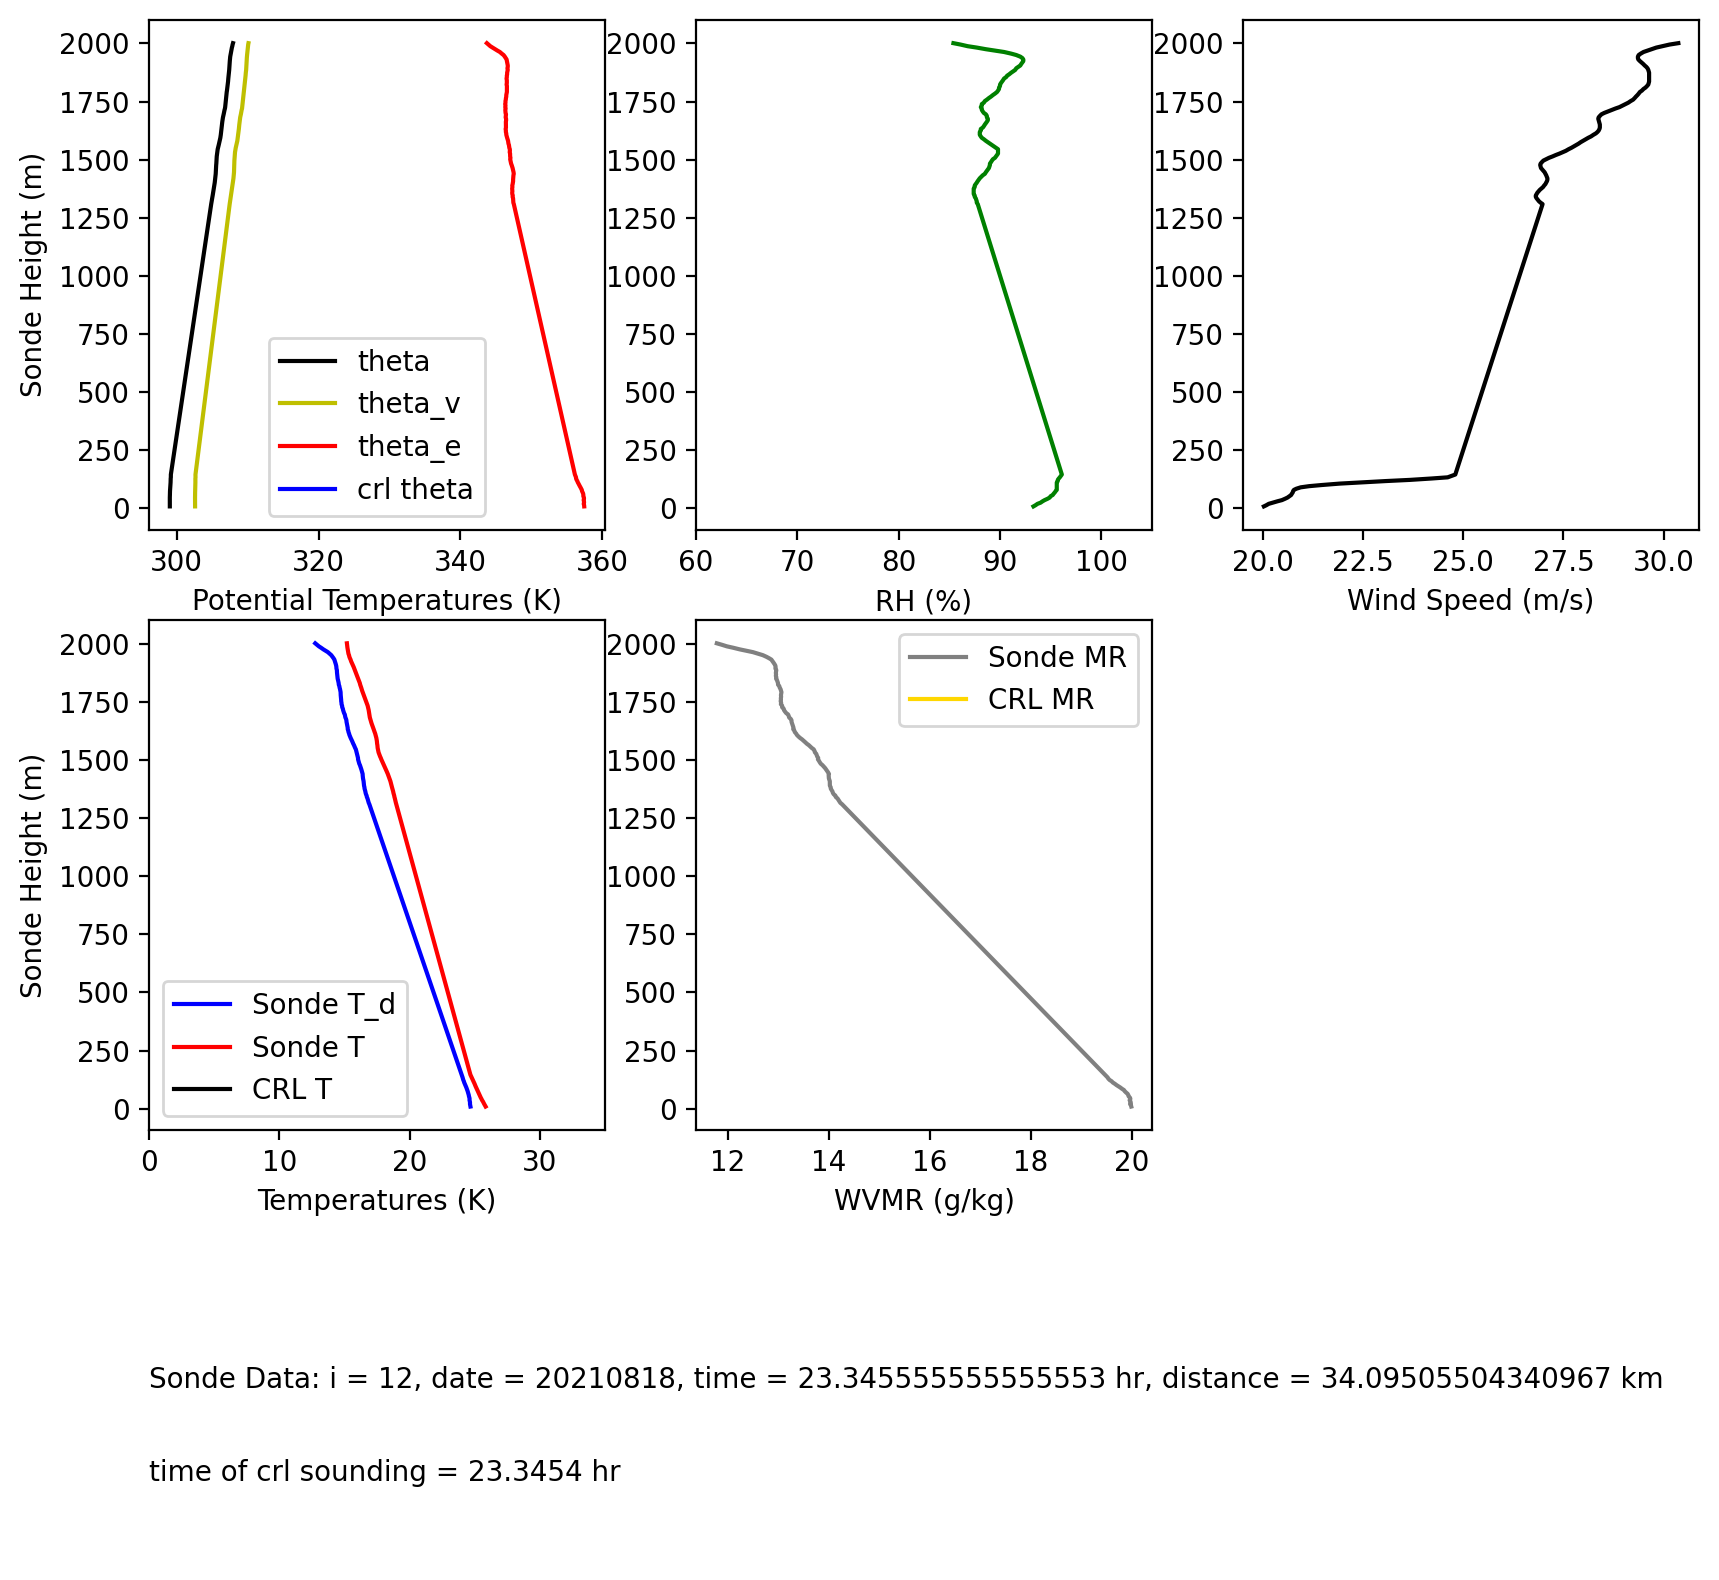 2000
1750
1500
1250
1000
750
500
250
0
Sonde Height (m)
theta
theta_v
theta_e
crl theta
300 320 340 360
Potential Temperatures (K)
2000
1750
1500
1250
1000
750
500
250
0
60 70 80 90 100
RH (%)
2000
1750
1500
1250
1000
750
500
250
0
20.0 22.5 25.0 27.5 30.0
Wind Speed (m/s)
2000
1750
1500
1250
1000
750
500
250
0
Sonde Height (m)
Sonde T_d
Sonde T
CRL T
0 10 20 30
Temperatures (K)
2000
1750
1500
1250
1000
750
500
250
0
Sonde MR
CRL MR
12 14 16 18 20
WVMR (g/kg)
Sonde Data: i = 12, date = 20210818, time = 23.345555555555553 hr, distance = 34.09505504340967 km
time of crl sounding = 23.3454 hr